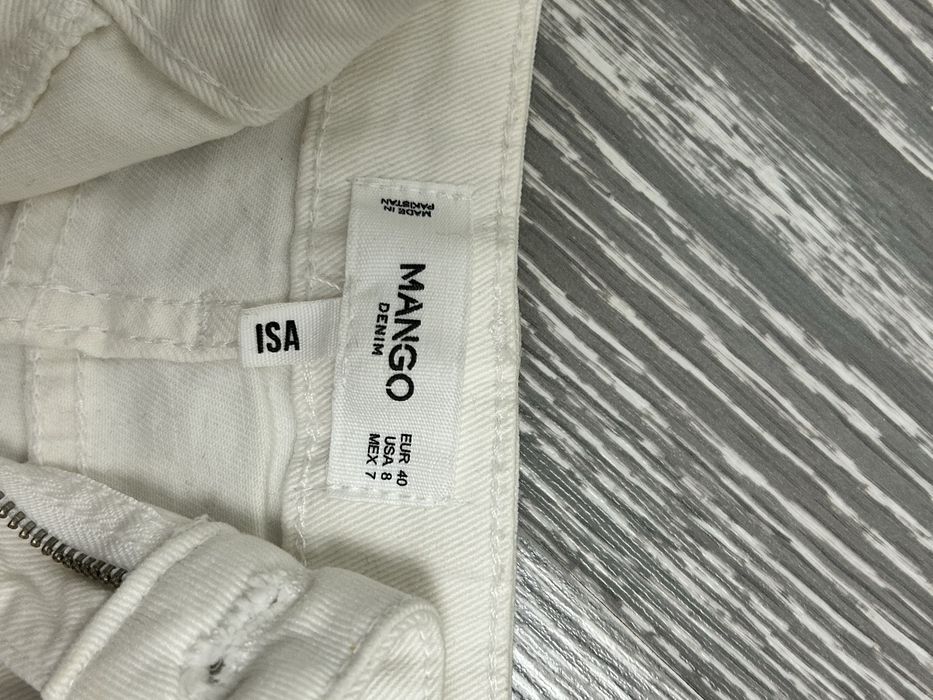 MADE IN
PAKISTAN
MANGO
DENIM
EUR 40
USA 8
MEX 7
ISA